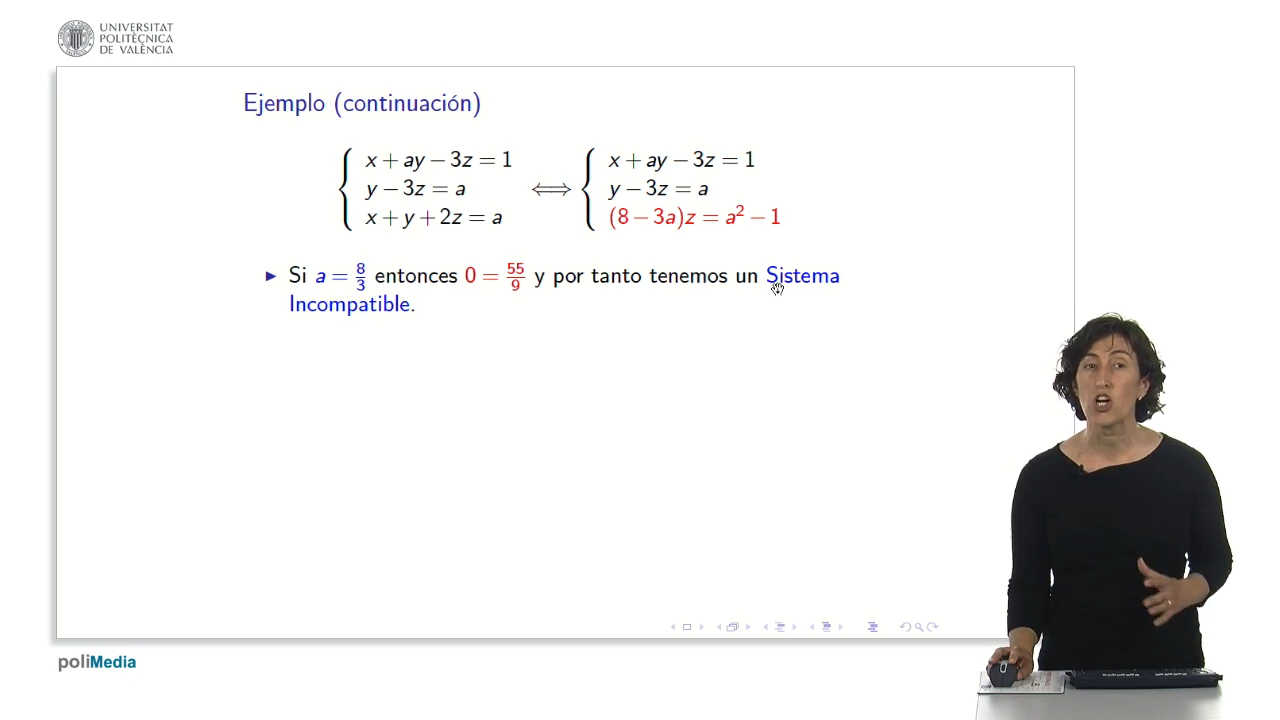 UNIVERSITAT
POLITÈCNICA
DE VALÈNCIA
Ejemplo (continuación)
x + ay − 3z = 1
y − 3z = a
x + y + 2z = a
⟺
x + ay − 3z = 1
y − 3z = a
(8 − 3a)z = a² − 1
▶ Si a = 8/3 entonces 0 = 55/9 y por tanto tenemos un Sistema
Incompatible.
poliMedia